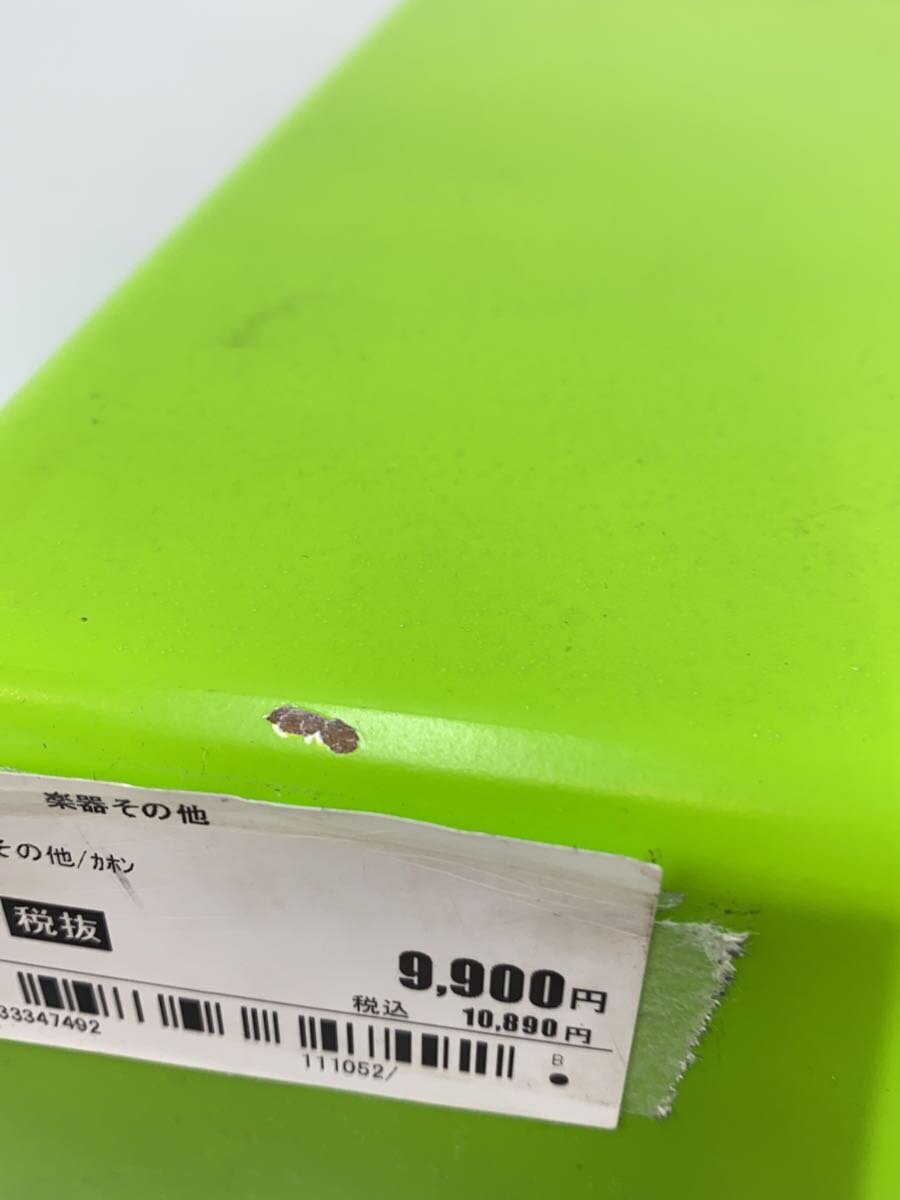 楽器その他
その他/ｶﾎﾝ
税抜
9,900円
税込 10,890円
33347492
111052/
B